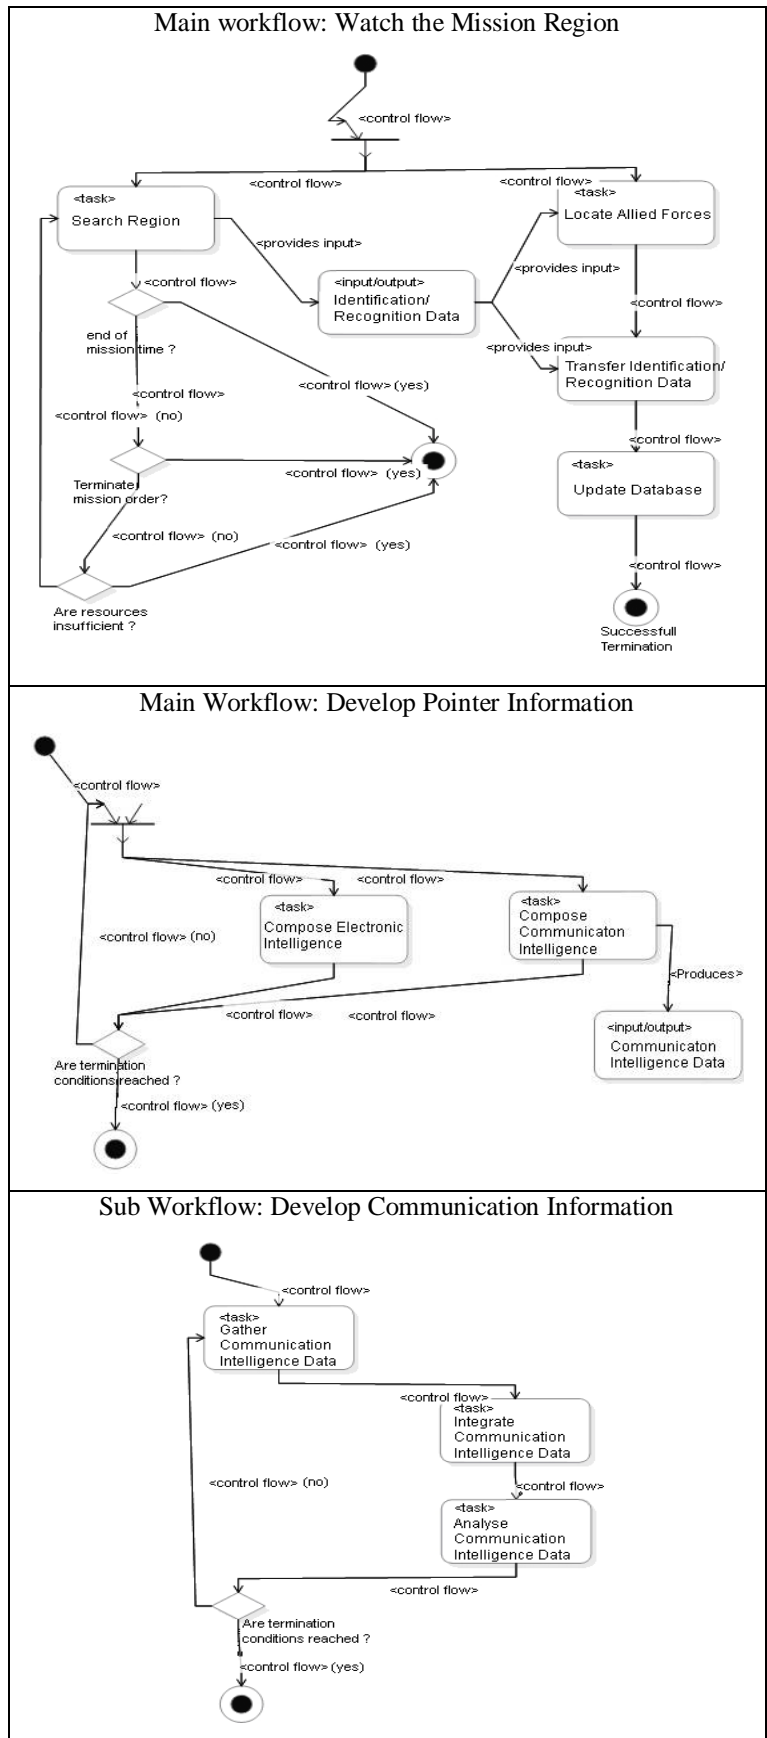 Main workflow: Watch the Mission Region
<control flow>
<control flow>
<control flow>
<task>
Search Region
<task>
Locate Allied Forces
<provides input>
<provides input>
<control flow>
<input/output>
Identification/
Recognition Data
<control flow>
end of
mission time ?
<provides input>
Transfer Identification/
Recognition Data
<control flow> (yes)
<control flow>
<control flow> (no)
<control flow>
<task>
Update Database
<control flow> (yes)
Terminate
mission order?
<control flow> (no)
<control flow> (yes)
<control flow>
Are resources
insufficient ?
Successfull
Termination
Main Workflow: Develop Pointer Information
<control flow>
<control flow>
<control flow>
<task>
Compose Electronic
Intelligence
<task>
Compose
Communicaton
Intelligence
<control flow> (no)
<Produces>
<control flow>
<control flow>
<input/output>
Communicaton
Intelligence Data
Are termination
conditions reached ?
<control flow> (yes)
Sub Workflow: Develop Communication Information
<control flow>
<task>
Gather
Communication
Intelligence Data
<control flow>
<task>
Integrate
Communication
Intelligence Data
<control flow> (no)
<control flow>
<task>
Analyse
Communication
Intelligence Data
<control flow>
Are termination
conditions reached ?
<control flow> (yes)